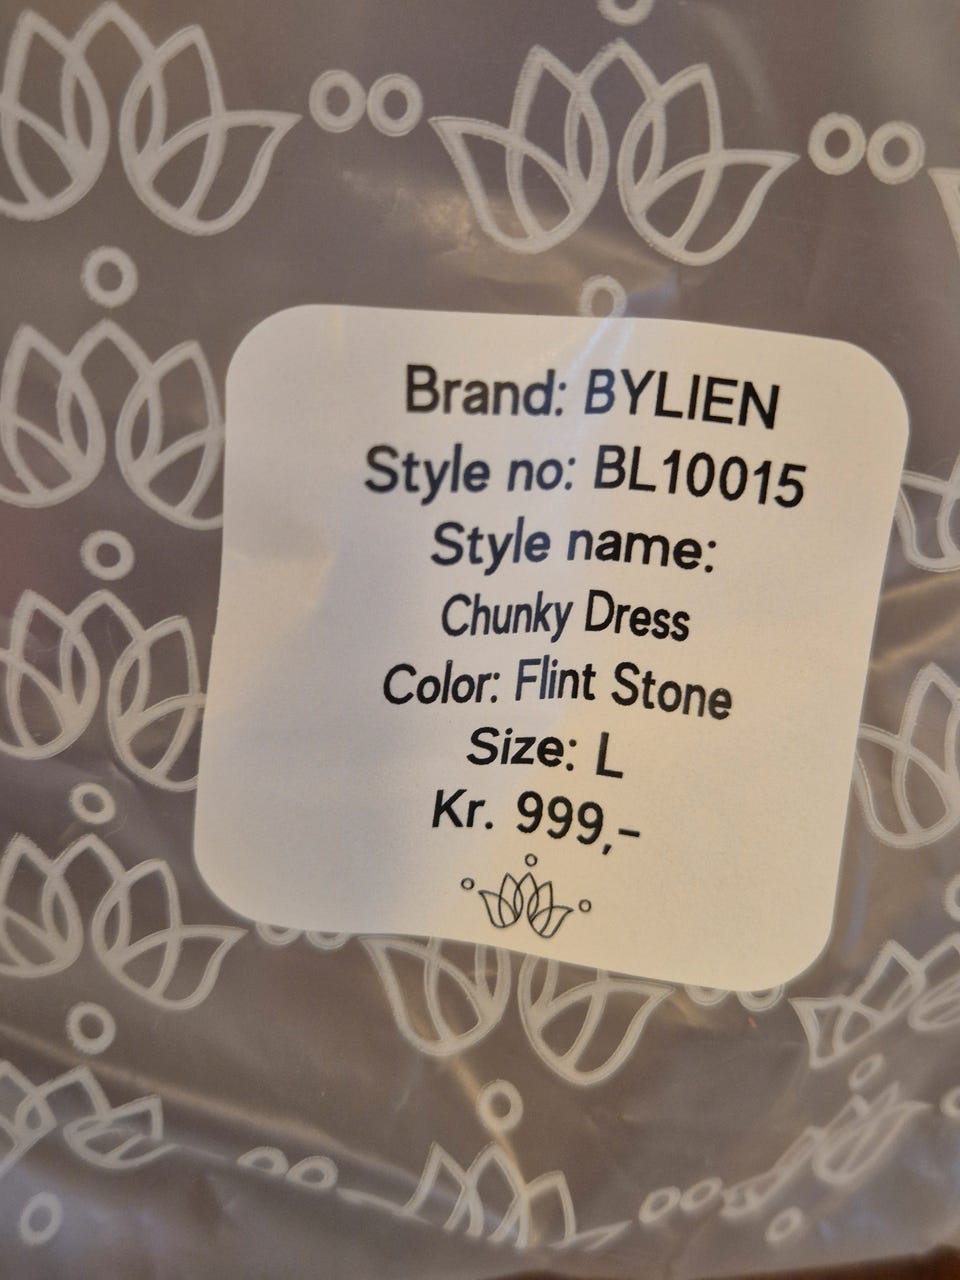 Brand: BYLIEN
Style no: BL10015
Style name:
Chunky Dress
Color: Flint Stone
Size: L
Kr. 999,-